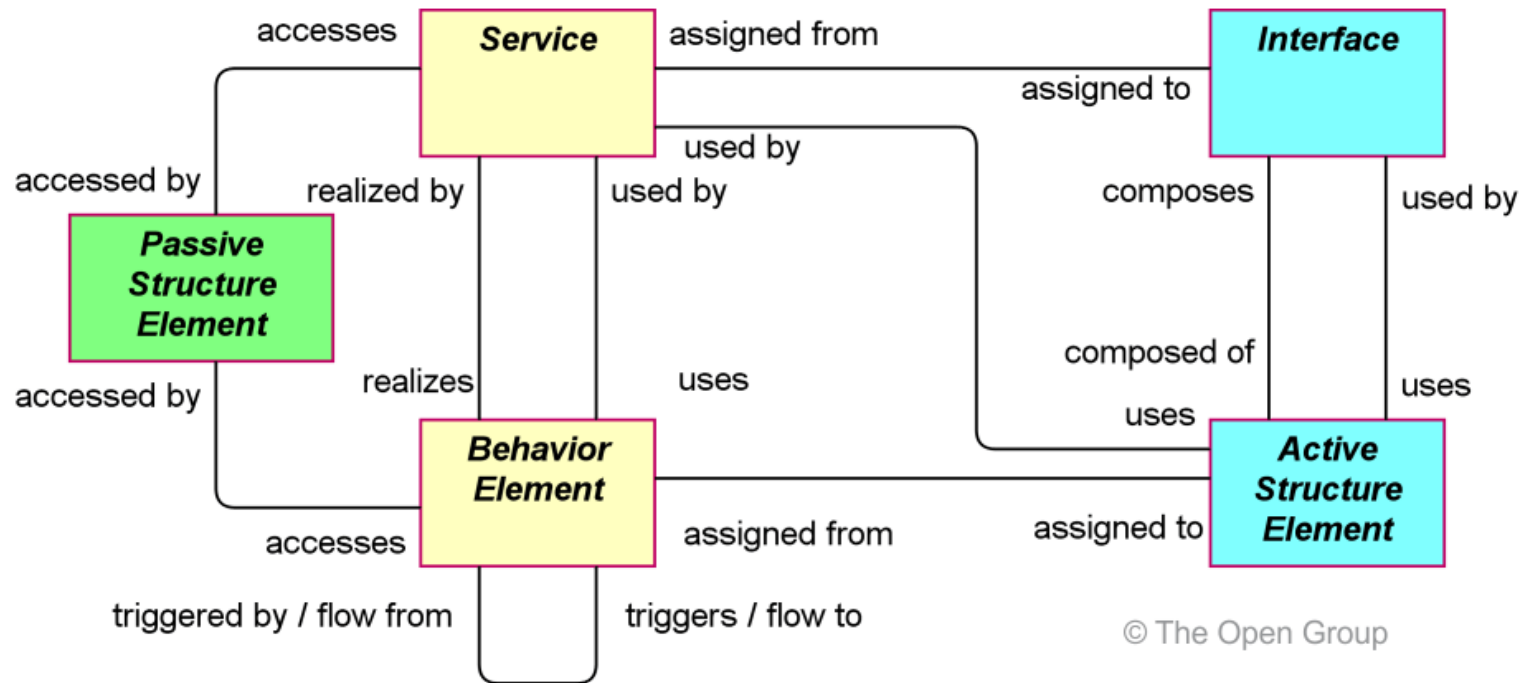 accesses
Service
assigned from
Interface
assigned to
used by
accessed by
realized by
used by
composes
used by
Passive
Structure
Element
composed of
accessed by
realizes
uses
uses
uses
Behavior
Element
Active
Structure
Element
accesses
assigned from
assigned to
triggered by / flow from
triggers / flow to
© The Open Group